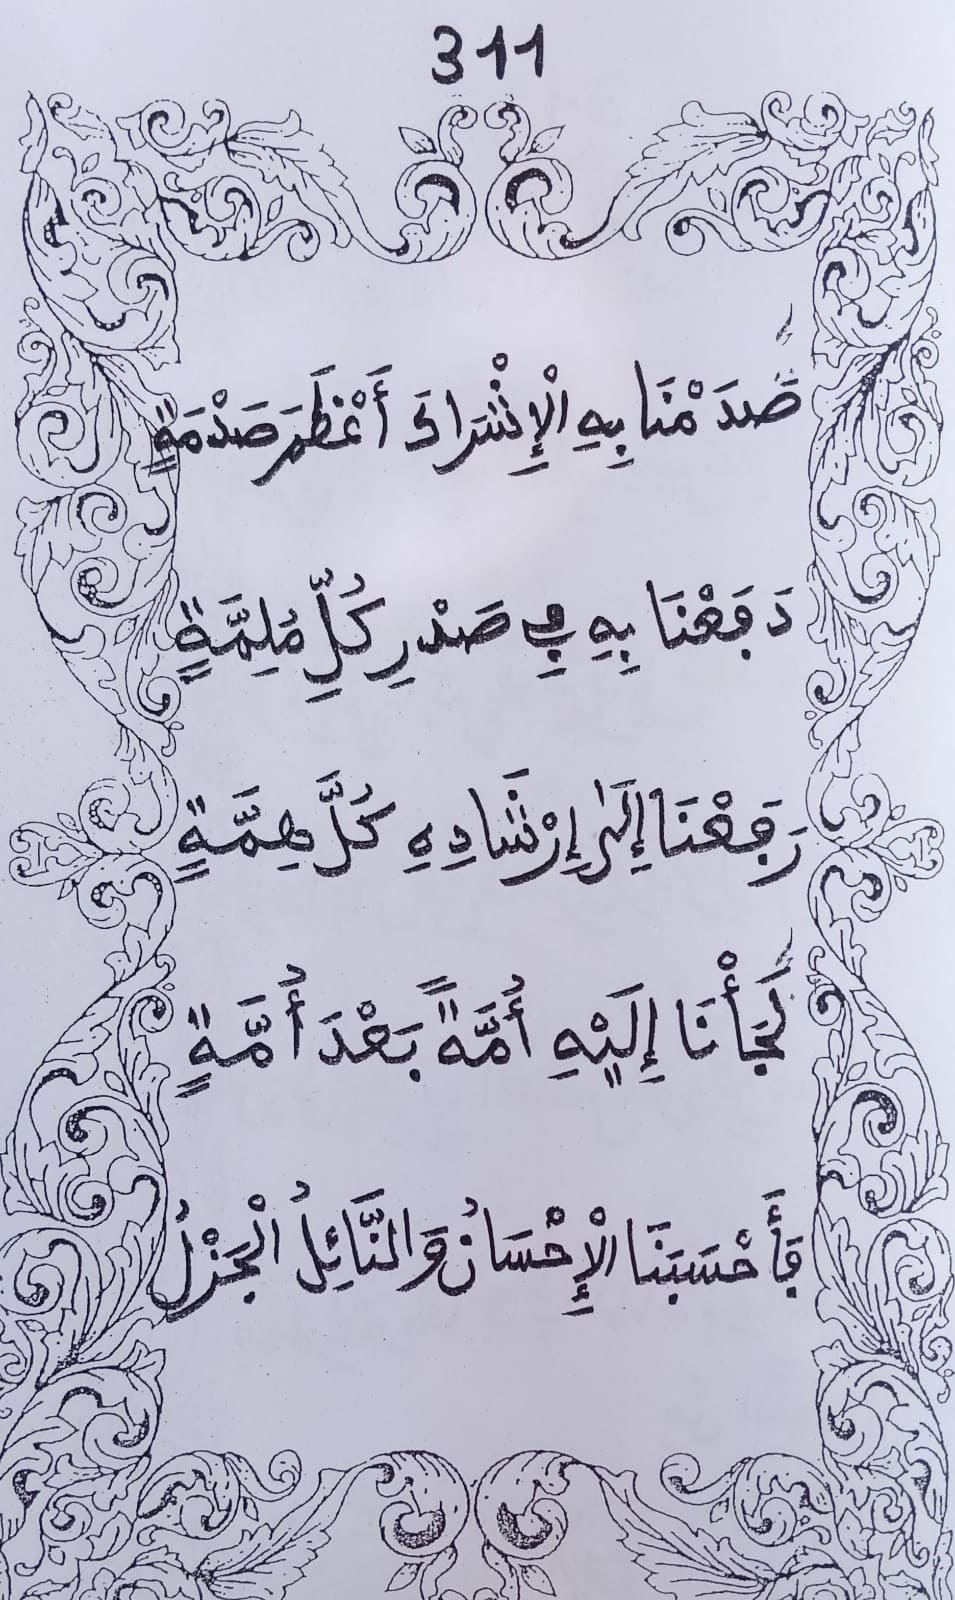 311
صَدَمْنَا بِهِ الْإِشْرَاكَ أَعْظَمَ صَدْمَةٍ
دَفَعْنَا بِهِ فِي صَدْرِ كُلِّ مُلِمَّةٍ
رَفَعْنَا إِلَىٰ إِرْشَادِهِ كُلَّ هِمَّةٍ
لَجَأْنَا إِلَيْهِ أُمَّةً بَعْدَ أُمَّةٍ
فَأَحْسَبَنَا الْإِحْسَانُ وَالنَّائِلُ الْجَزْلُ